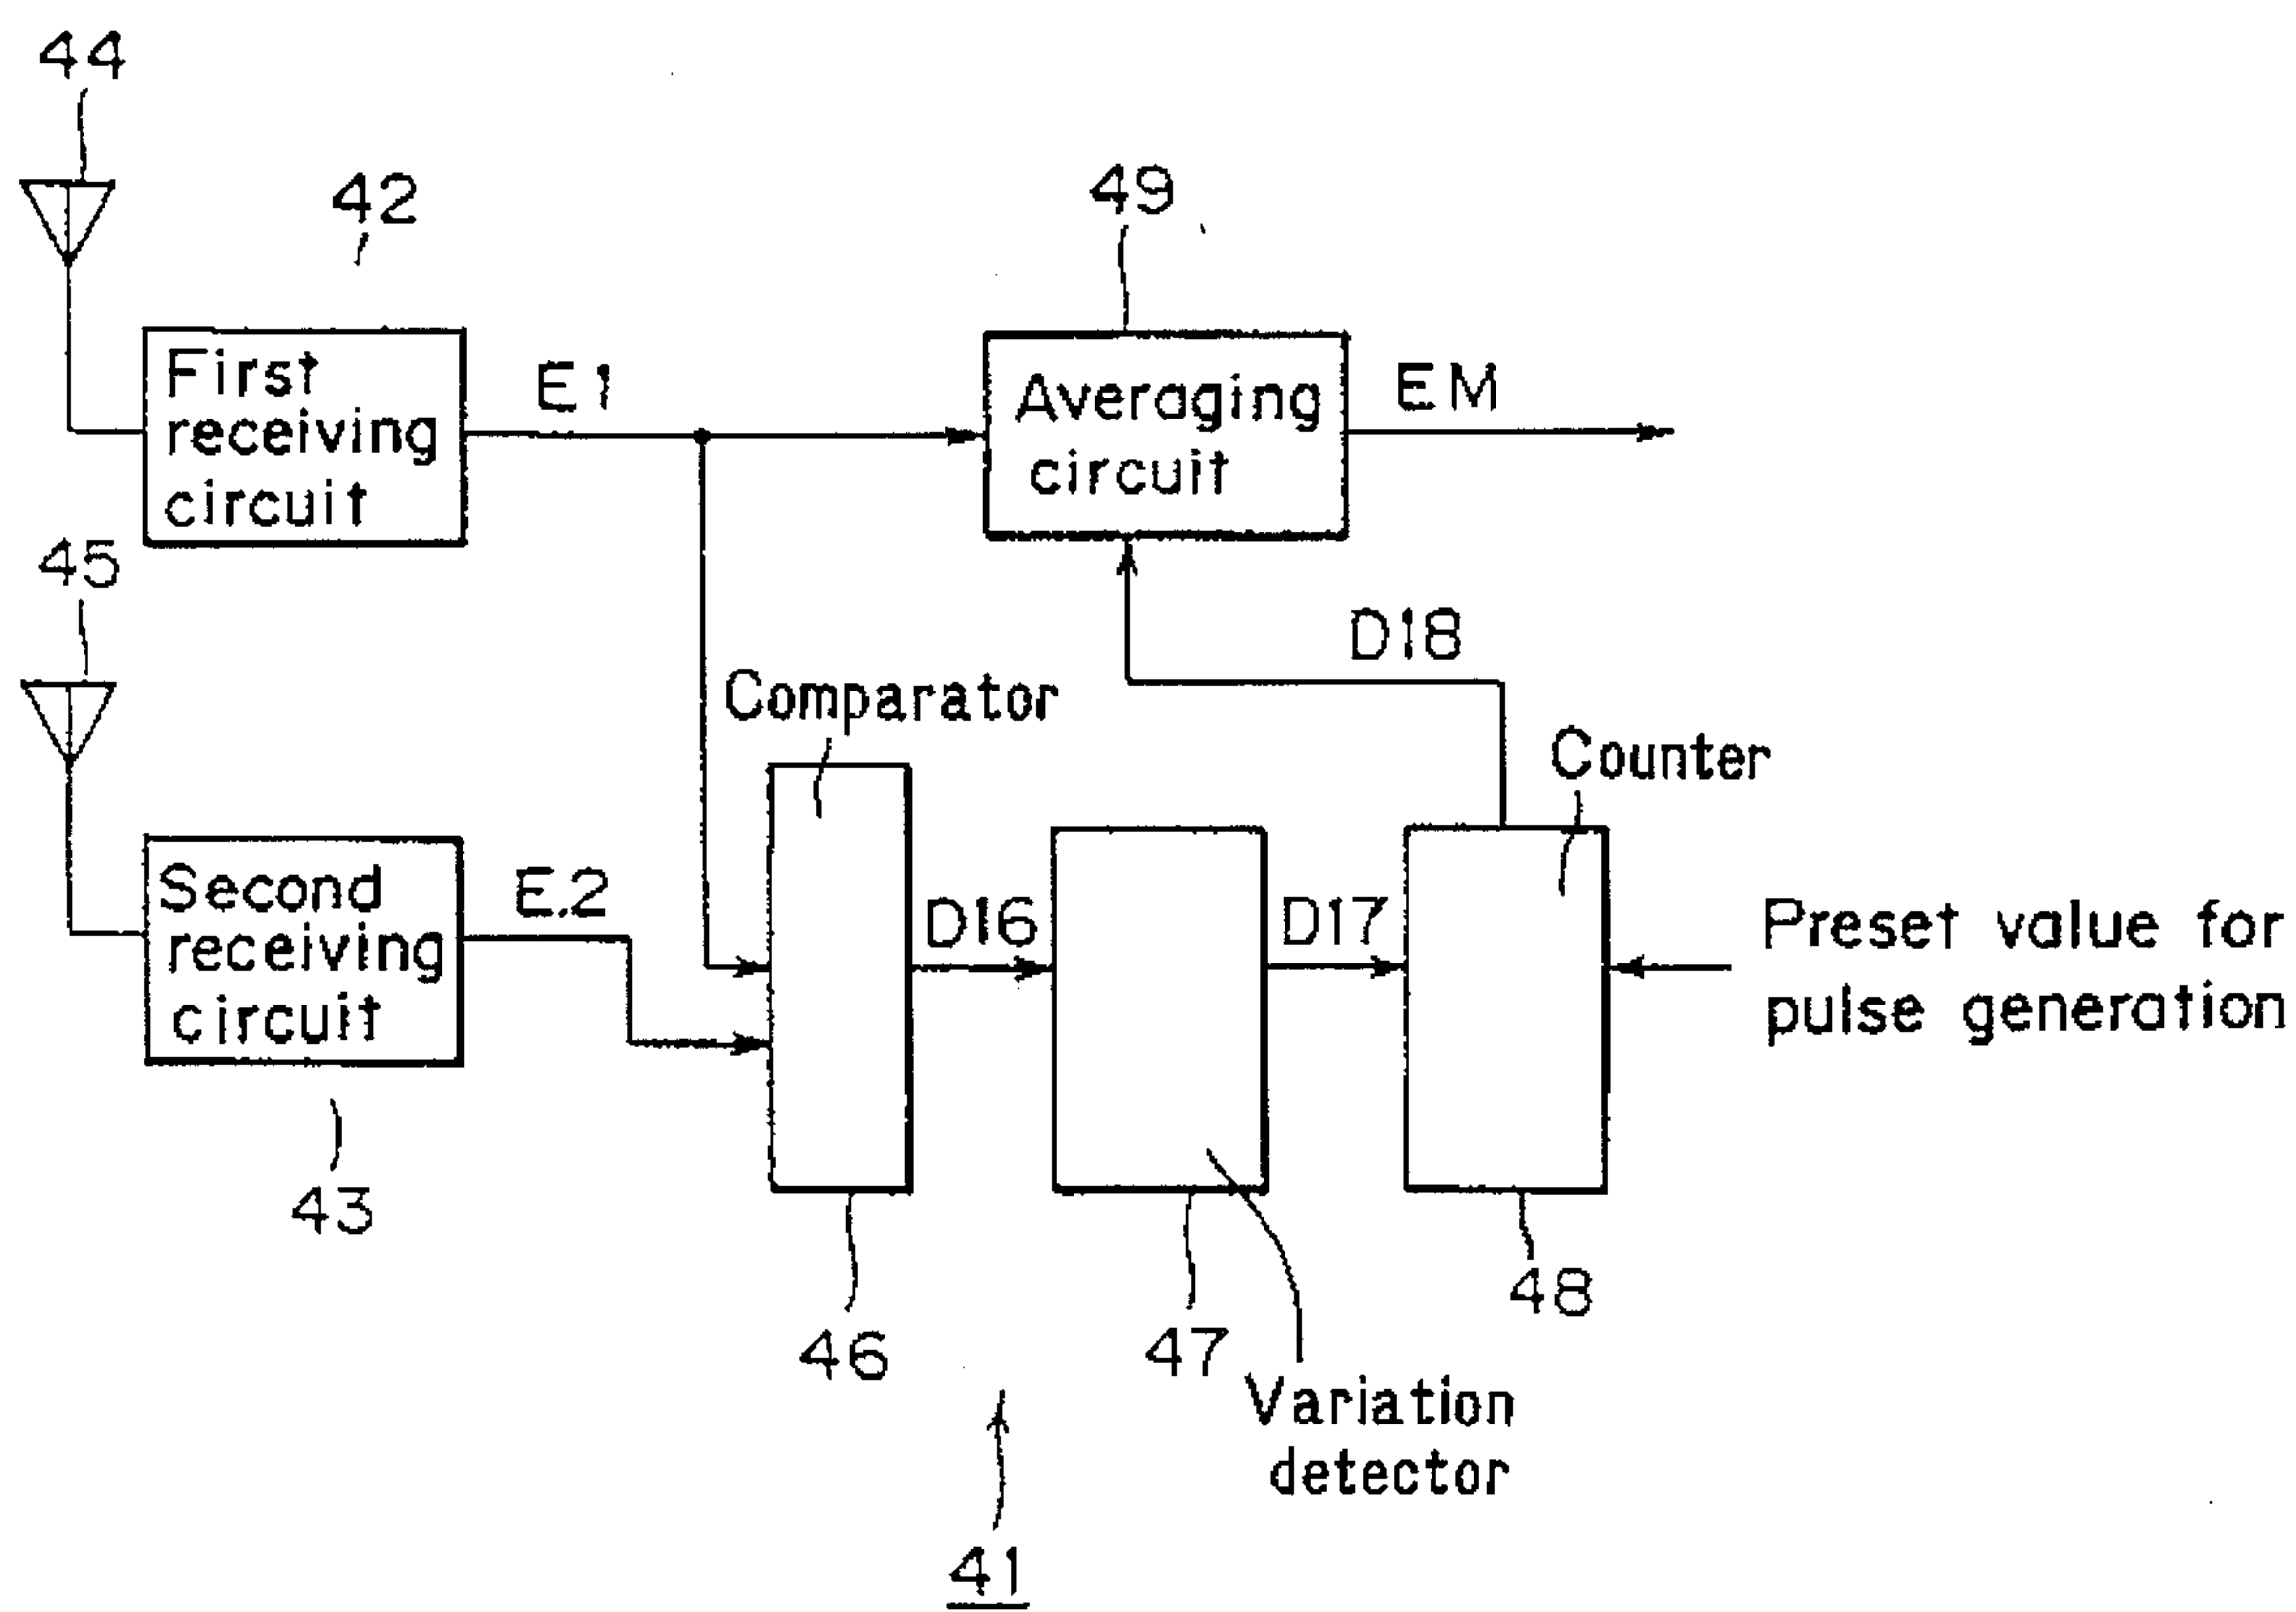 44
42
49
First
receiving
circuit
E1
Averaging
circuit
EM
45
D18
Comparator
Counter
Second
receiving
circuit
E.2
D16
D17
Preset value for
pulse generation
43
46
47
48
Variation
detector
41